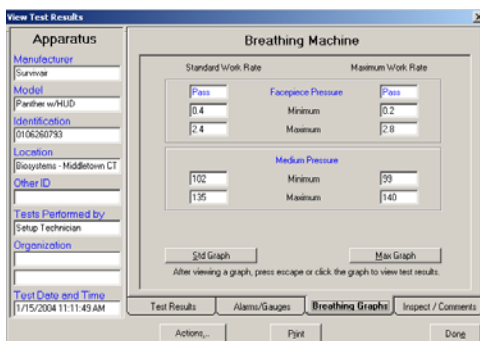 View Test Results
Apparatus
Manufacturer
Survivair
Model
Panther w/HUD
Identification
0106260793
Location
Biosystems - Middletown CT
Other ID
Tests Performed by
Setup Technician
Organization
Test Date and Time
1/15/2004 11:11:49 AM
Breathing Machine
Standard Work Rate Maximum Work Rate
Pass Facepiece Pressure Pass
0.4 Minimum 0.2
2.4 Maximum 2.8
Medium Pressure
102 Minimum 99
135 Maximum 140
Std Graph Max Graph
After viewing a graph, press escape or click the graph to view test results.
Test Results Alarms/Gauges Breathing Graphs Inspect / Comments
Actions,.. Print Done